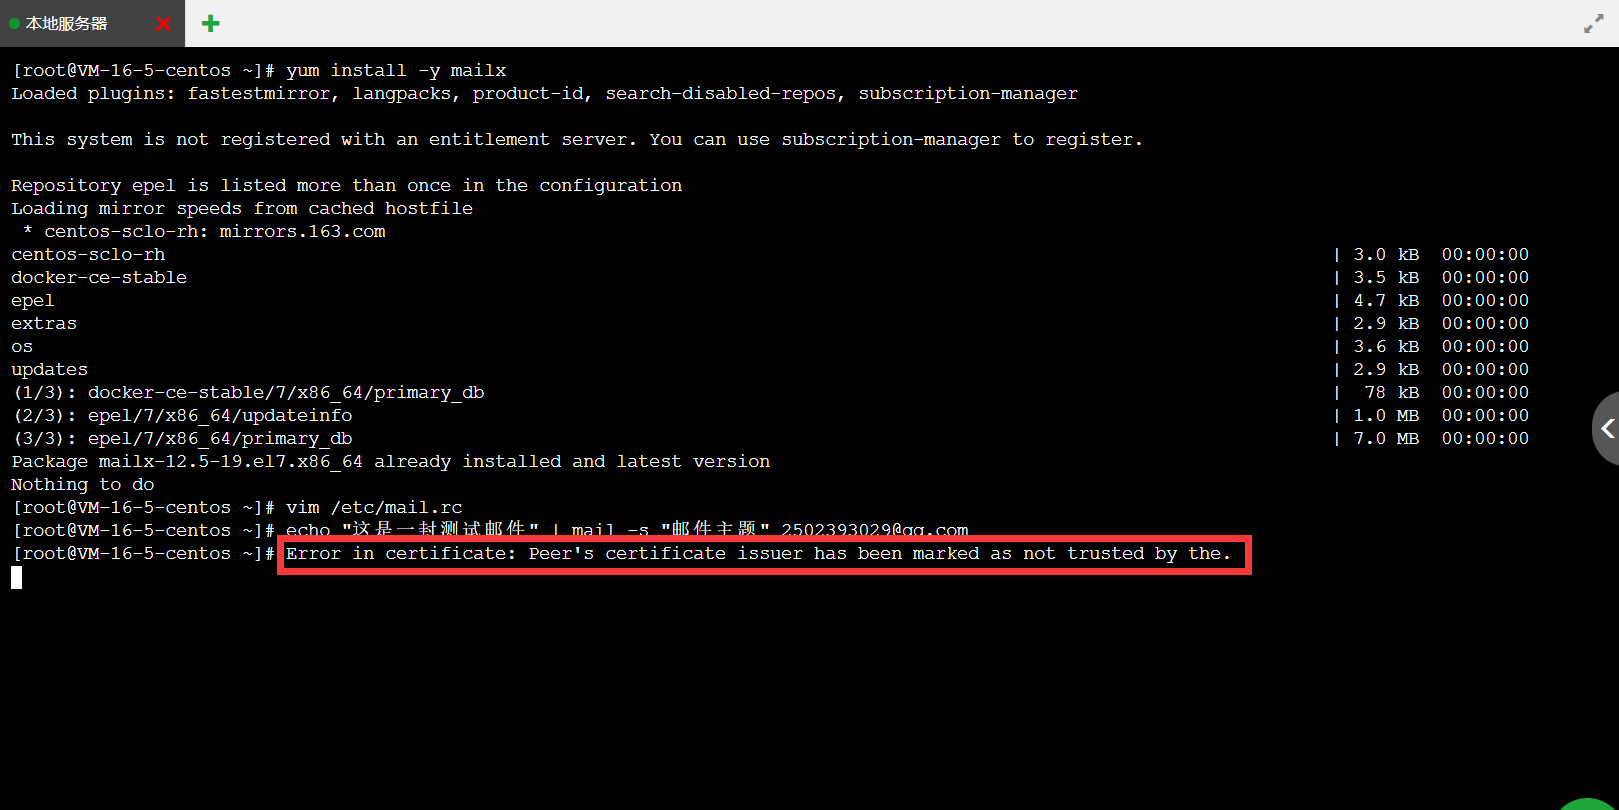 本地服务器
[root@VM-16-5-centos ~]# yum install -y mailx
Loaded plugins: fastestmirror, langpacks, product-id, search-disabled-repos, subscription-manager
This system is not registered with an entitlement server. You can use subscription-manager to register.
Repository epel is listed more than once in the configuration
Loading mirror speeds from cached hostfile
 * centos-sclo-rh: mirrors.163.com
centos-sclo-rh | 3.0 kB 00:00:00
docker-ce-stable | 3.5 kB 00:00:00
epel | 4.7 kB 00:00:00
extras | 2.9 kB 00:00:00
os | 3.6 kB 00:00:00
updates | 2.9 kB 00:00:00
(1/3): docker-ce-stable/7/x86_64/primary_db | 78 kB 00:00:00
(2/3): epel/7/x86_64/updateinfo | 1.0 MB 00:00:00
(3/3): epel/7/x86_64/primary_db | 7.0 MB 00:00:00
Package mailx-12.5-19.el7.x86_64 already installed and latest version
Nothing to do
[root@VM-16-5-centos ~]# vim /etc/mail.rc
[root@VM-16-5-centos ~]# echo "这是一封测试邮件" | mail -s "邮件主题" 2502393029@qq.com
[root@VM-16-5-centos ~]# Error in certificate: Peer's certificate issuer has been marked as not trusted by the.